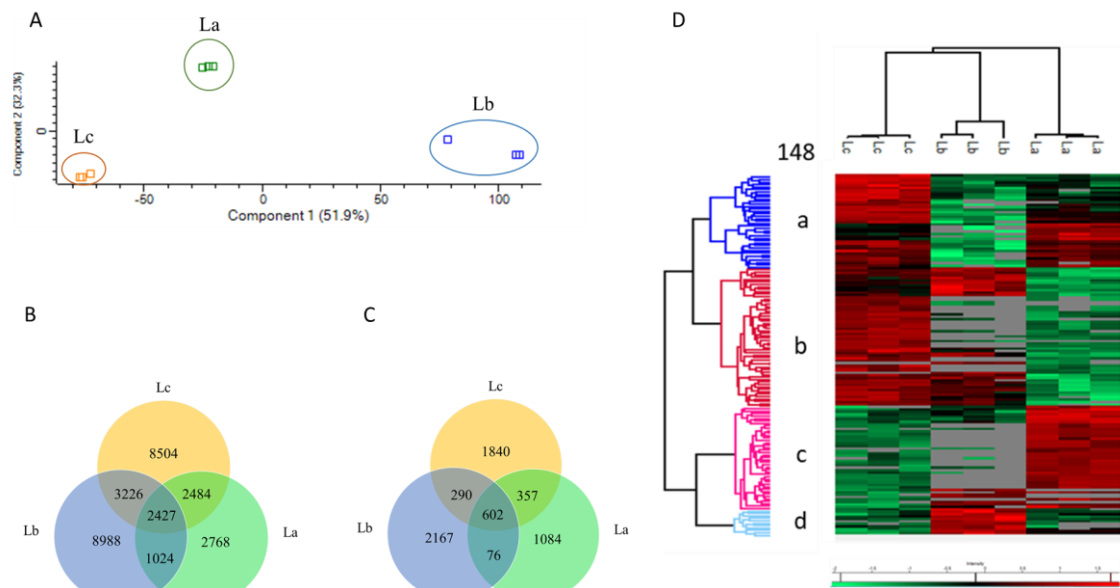 A
La
Lc
Lb
Component 2 (32.3%)
0
-50
0
50
100
Component 1 (51.9%)
B
Lc
8504
3226
2484
2427
Lb
8988
1024
2768
La
C
Lc
1840
290
357
602
Lb
2167
76
1084
La
D
148
Lc
Lc
Lc
Lb
Lb
Lb
La
La
La
a
b
c
d
Intensity